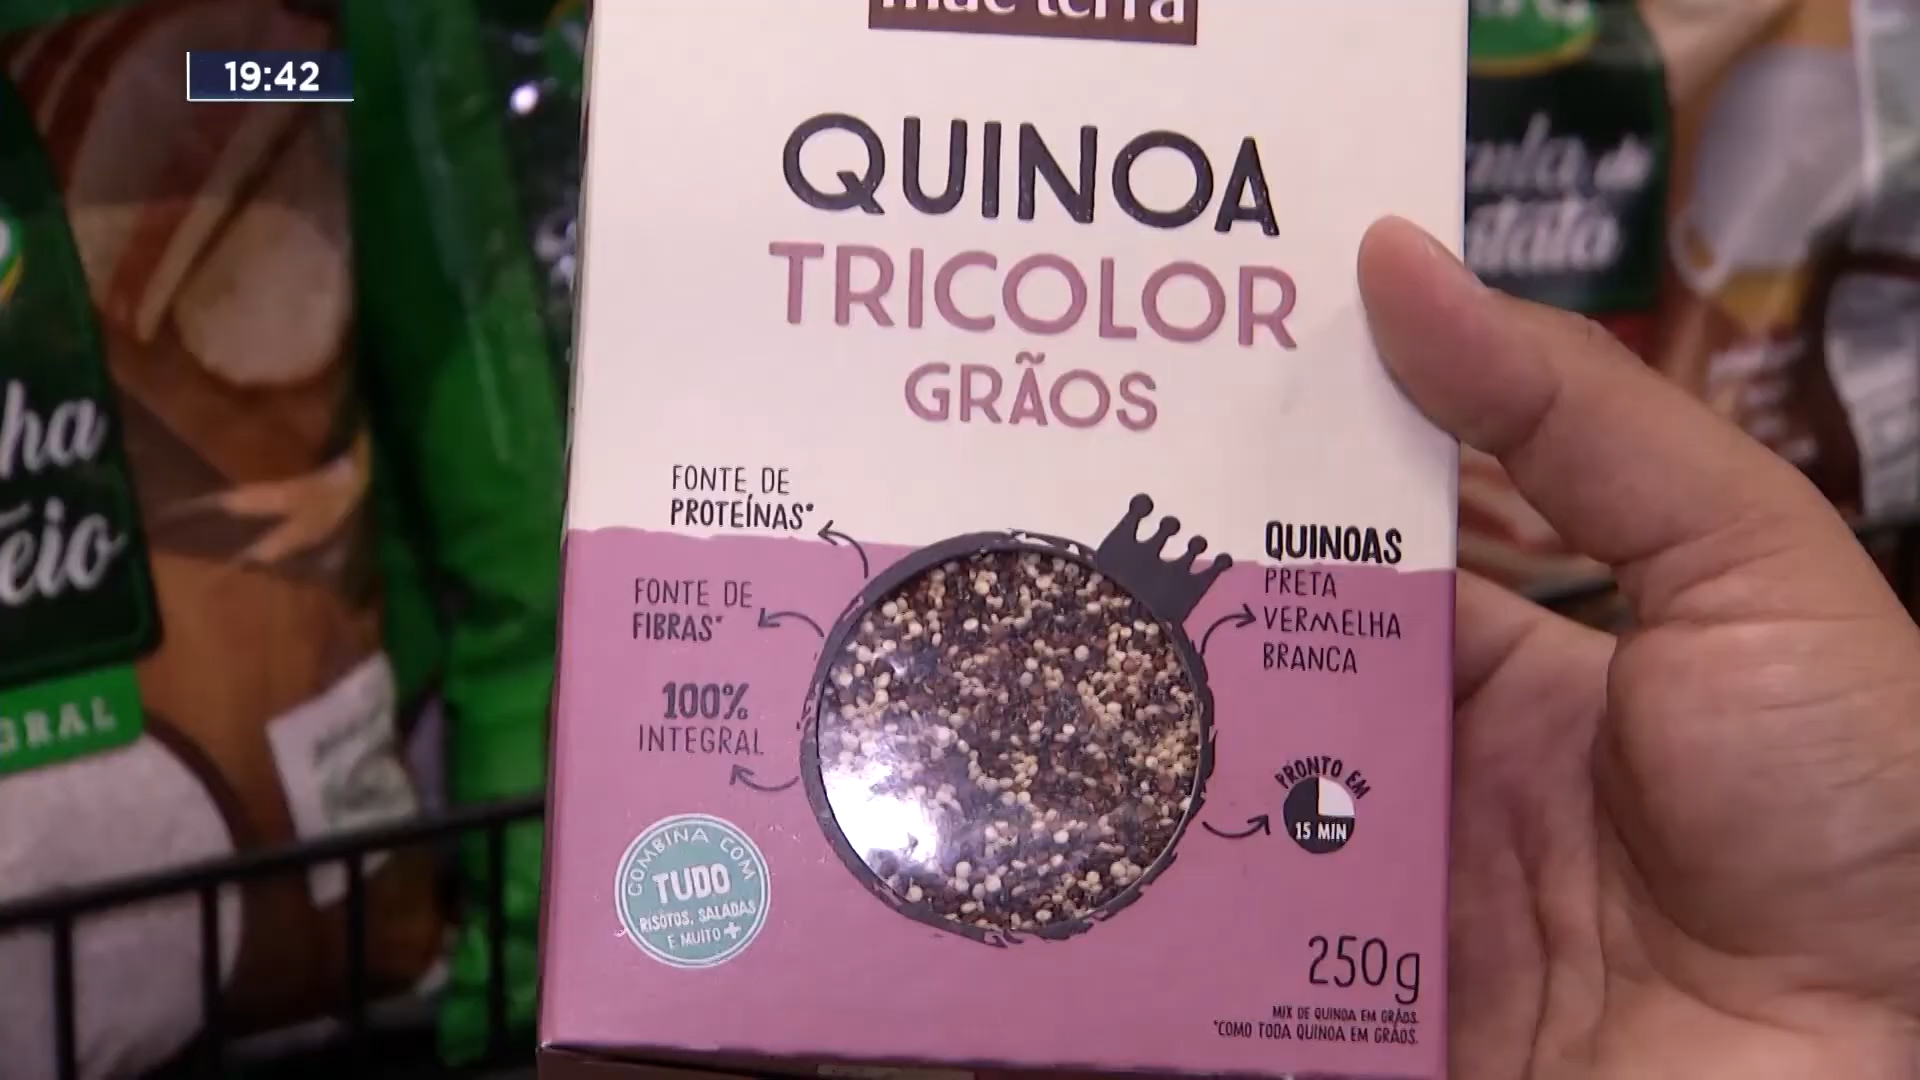 19:42
mãe terra
QUINOA
TRICOLOR
GRÃOS
FONTE DE
PROTEÍNAS*
FONTE DE
FIBRAS*
100%
INTEGRAL
QUINOAS
PRETA
VERMELHA
BRANCA
PRONTO EM
15 MIN
COMBINA COM
TUDO
RISOTOS, SALADAS
E MUITO +
250g
MIX DE QUINOA EM GRÃOS.
*COMO TODA QUINOA EM GRÃOS.